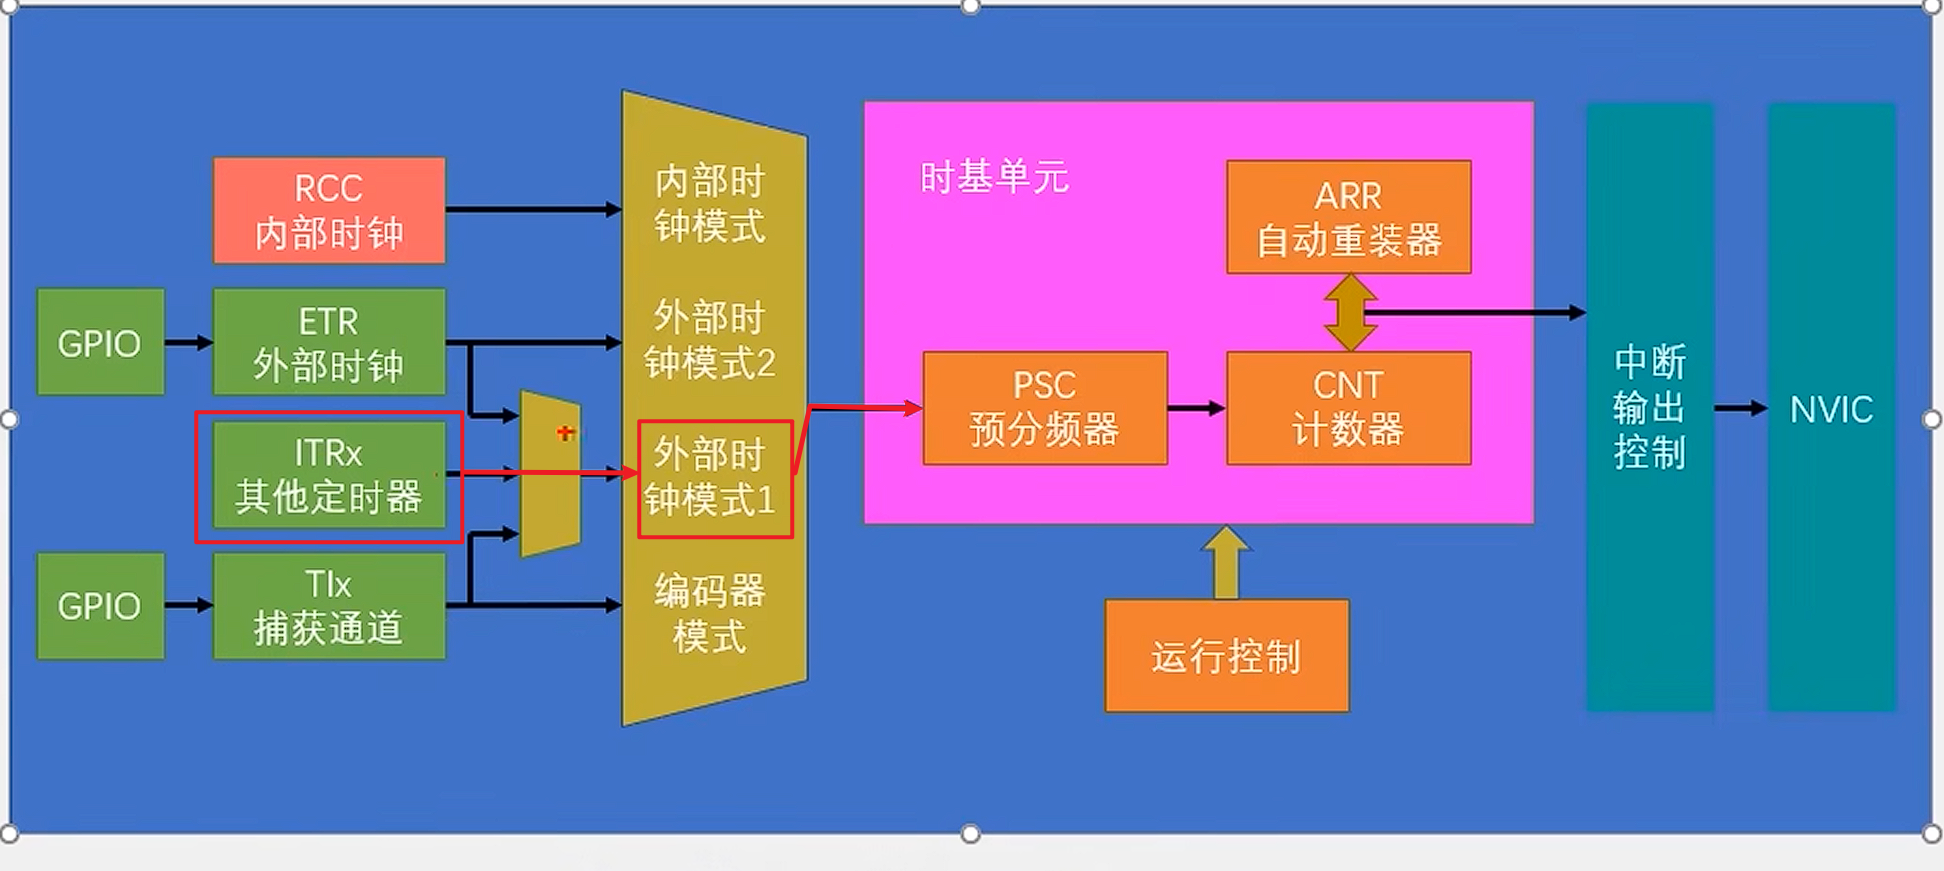 RCC
内部时钟
GPIO
ETR
外部时钟
ITRx
其他定时器
GPIO
TIx
捕获通道
内部时
钟模式
外部时
钟模式2
外部时
钟模式1
编码器
模式
时基单元
ARR
自动重装器
PSC
预分频器
CNT
计数器
运行控制
中断
输出
控制
NVIC